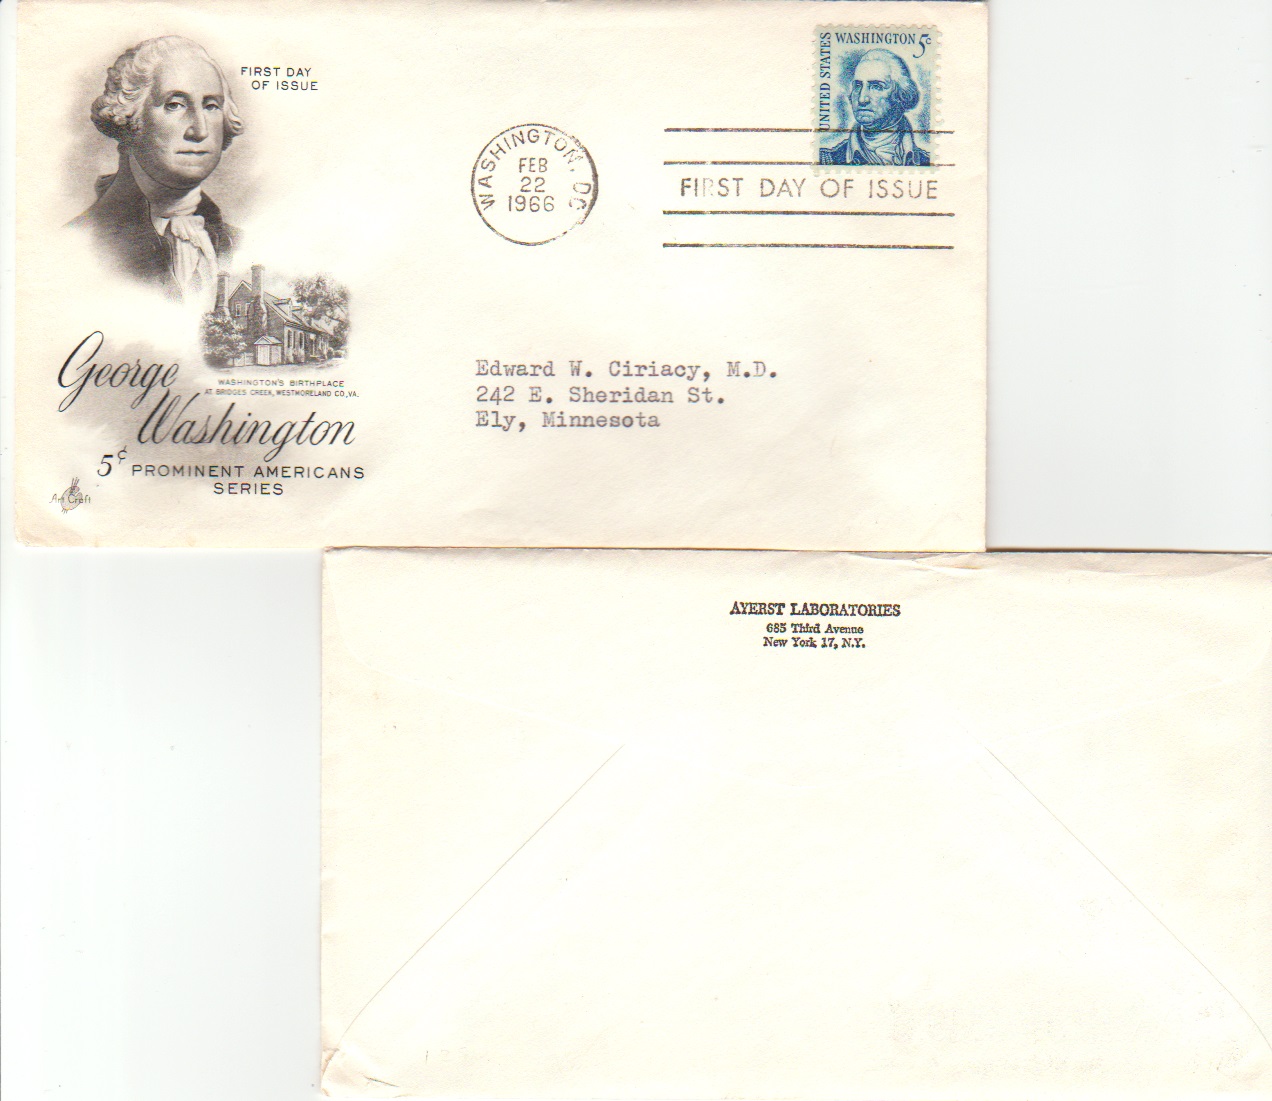 FIRST DAY
OF ISSUE
UNITED STATES
WASHINGTON 5c
WASHINGTON, DC
FEB
22
1966
FIRST DAY OF ISSUE
Edward W. Ciriacy, M.D.
242 E. Sheridan St.
Ely, Minnesota
WASHINGTON'S BIRTHPLACE
AT BRIDGES CREEK, WESTMORELAND CO., VA.
George
Washington
5¢ PROMINENT AMERICANS
SERIES
Art Craft
AYERST LABORATORIES
685 Third Avenue
New York 17, N.Y.